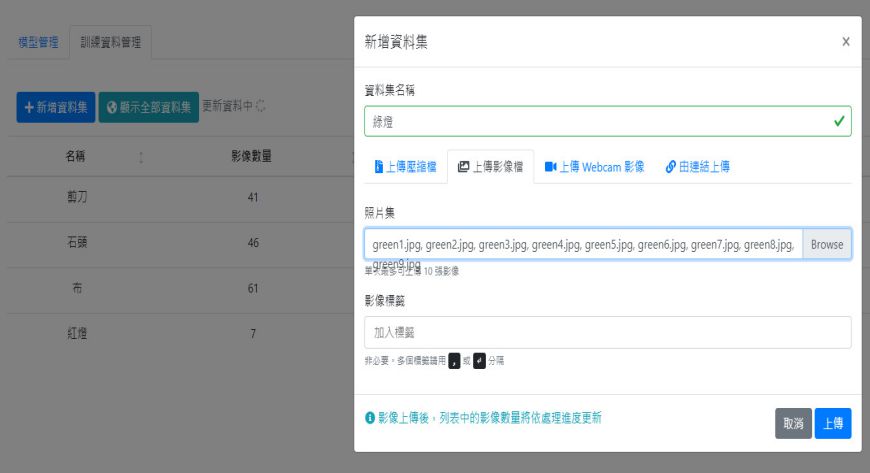 模型管理
訓練資料管理
新增資料集
顯示全部資料集
更新資料中
名稱
影像數量
剪刀
41
石頭
46
布
61
紅燈
7
新增資料集
x
資料集名稱
綠燈
上傳壓縮檔
上傳影像檔
上傳 Webcam 影像
由連結上傳
照片集
green1.jpg, green2.jpg, green3.jpg, green4.jpg, green5.jpg, green6.jpg, green7.jpg, green8.jpg,
green9.jpg
Browse
單次最多可上傳 10 張影像
影像標籤
加入標籤
非必要。多個標籤請用 , 或 ↵ 分隔
影像上傳後，列表中的影像數量將依處理進度更新
取消
上傳